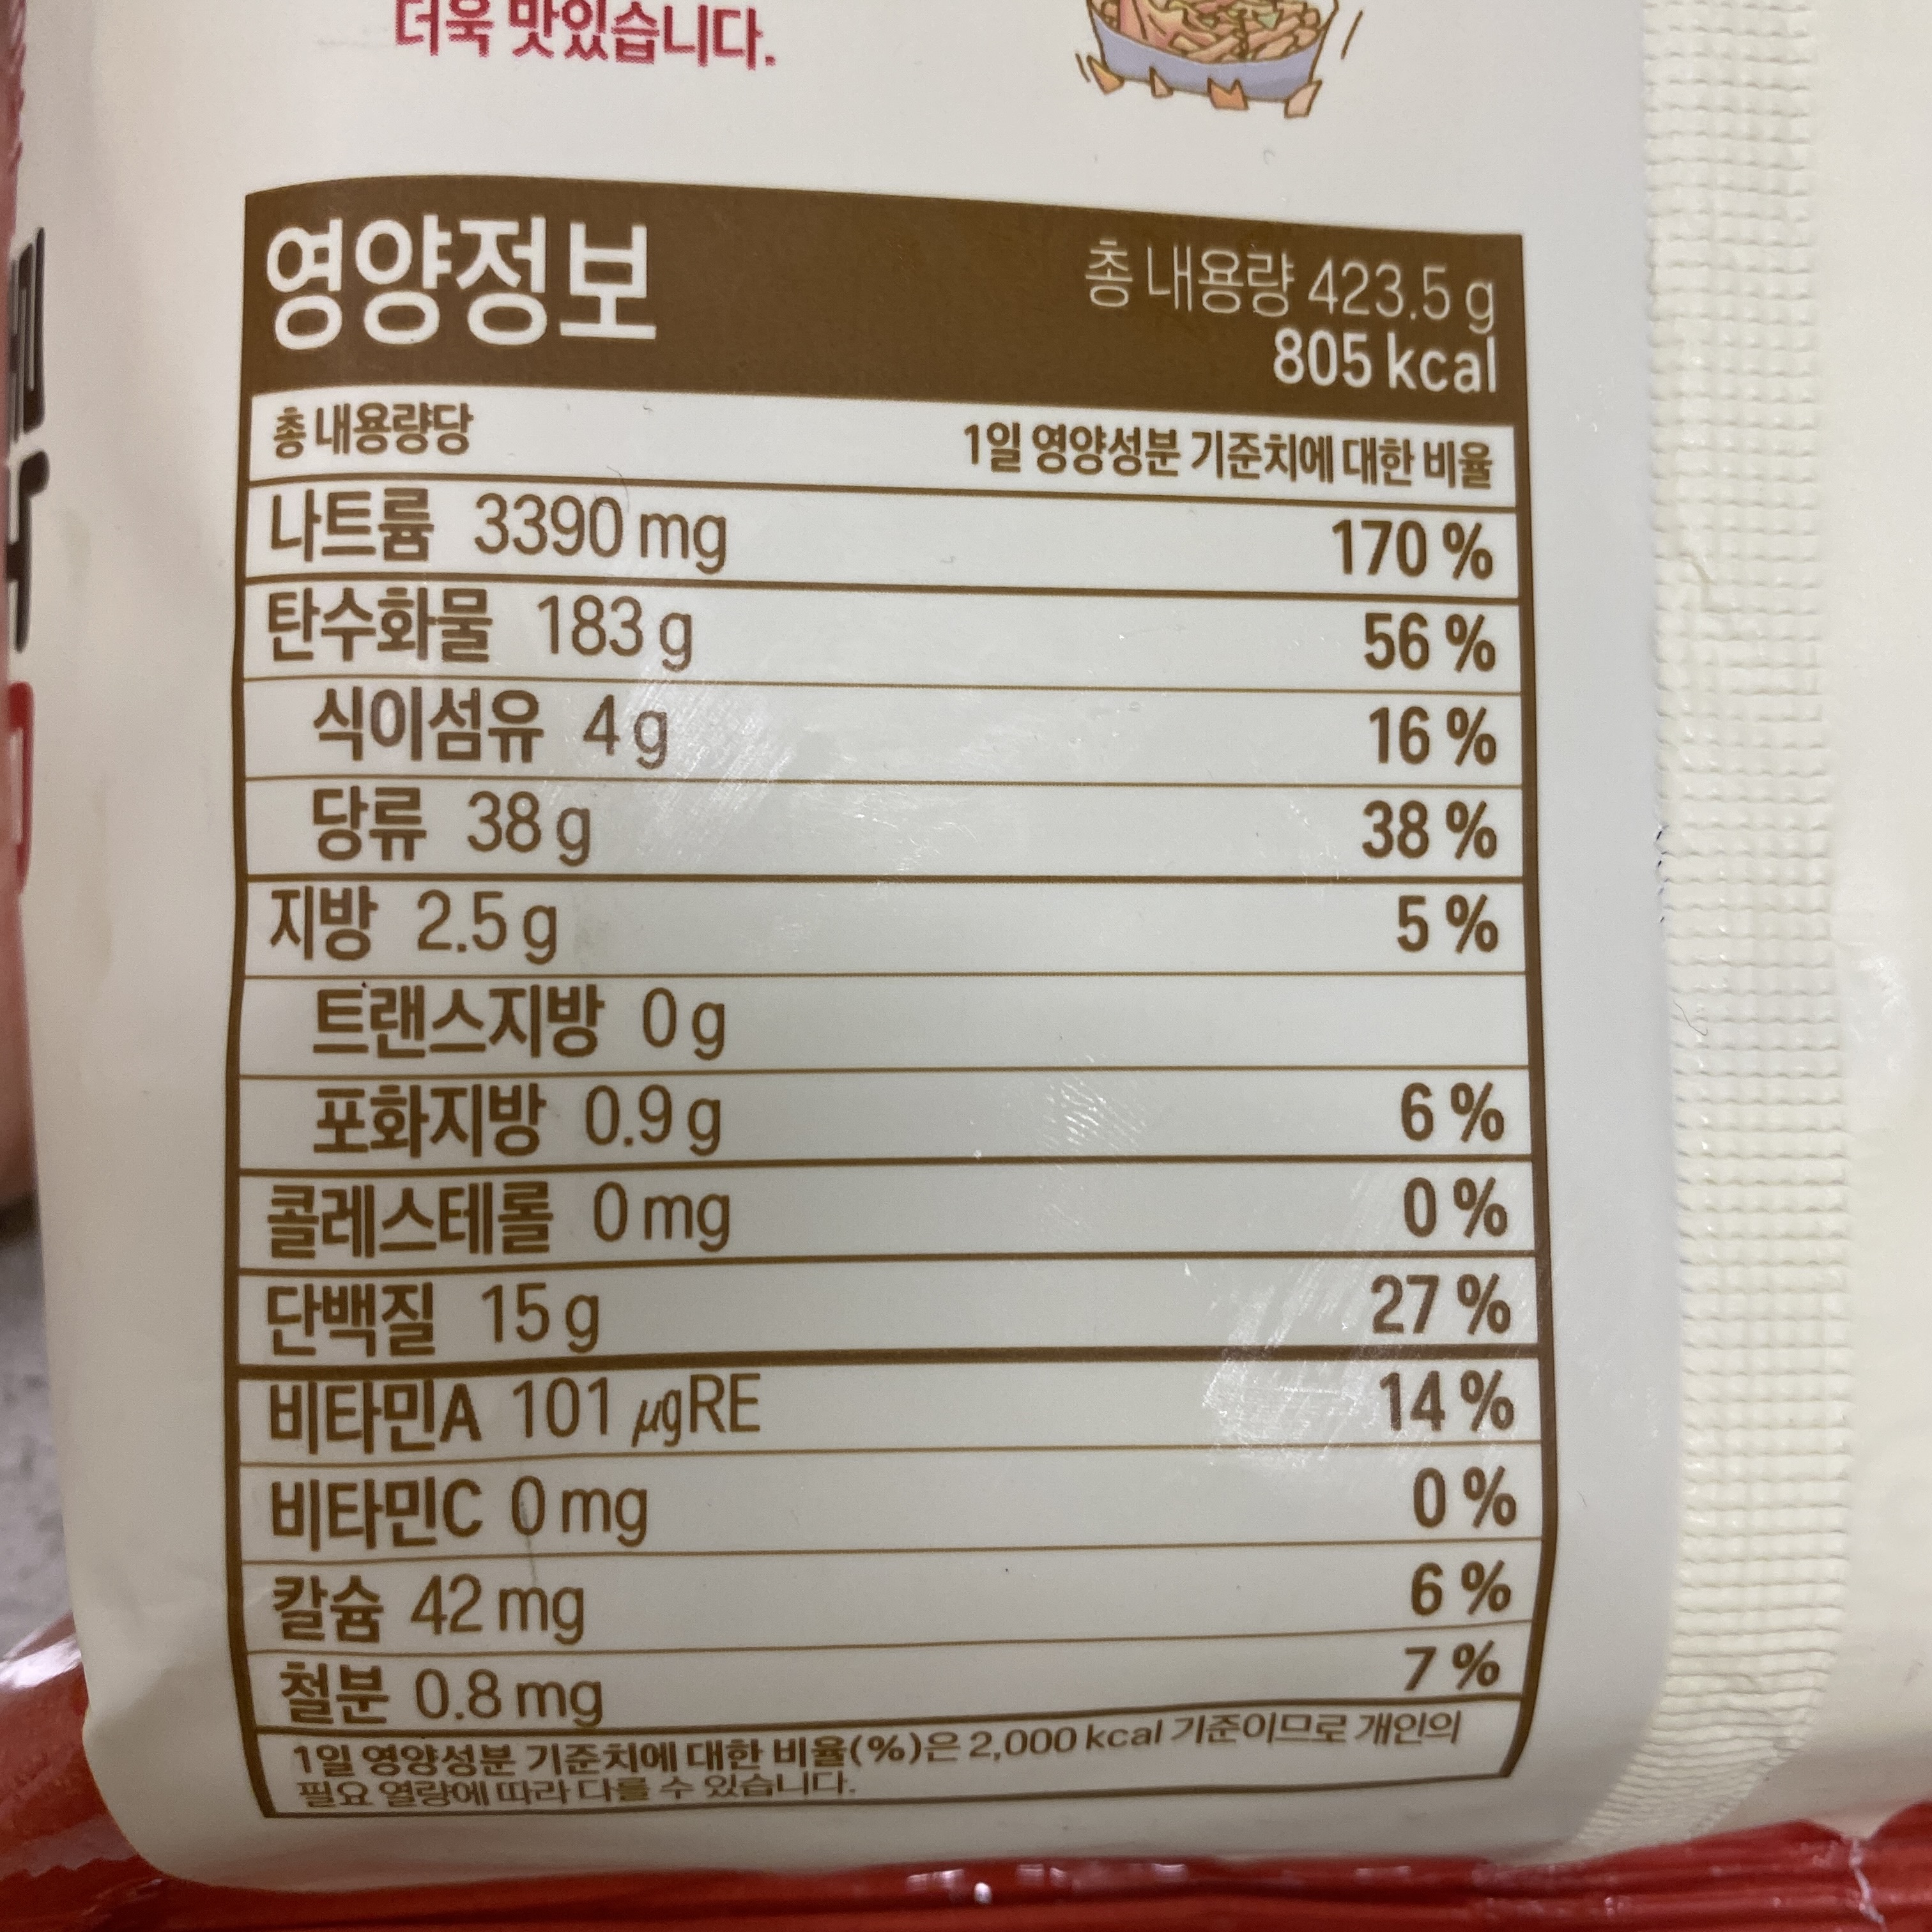 더욱 맛있습니다.
영양정보
총 내용량 423.5 g
805 kcal
총 내용량당 1일 영양성분 기준치에 대한 비율
나트륨 3390 mg 170 %
탄수화물 183 g 56 %
식이섬유 4 g 16 %
당류 38 g 38 %
지방 2.5 g 5 %
트랜스지방 0 g
포화지방 0.9 g 6 %
콜레스테롤 0 mg 0 %
단백질 15 g 27 %
비타민A 101 μgRE 14 %
비타민C 0 mg 0 %
칼슘 42 mg 6 %
철분 0.8 mg 7 %
1일 영양성분 기준치에 대한 비율(%)은 2,000 kcal 기준이므로 개인의
필요 열량에 따라 다를 수 있습니다.